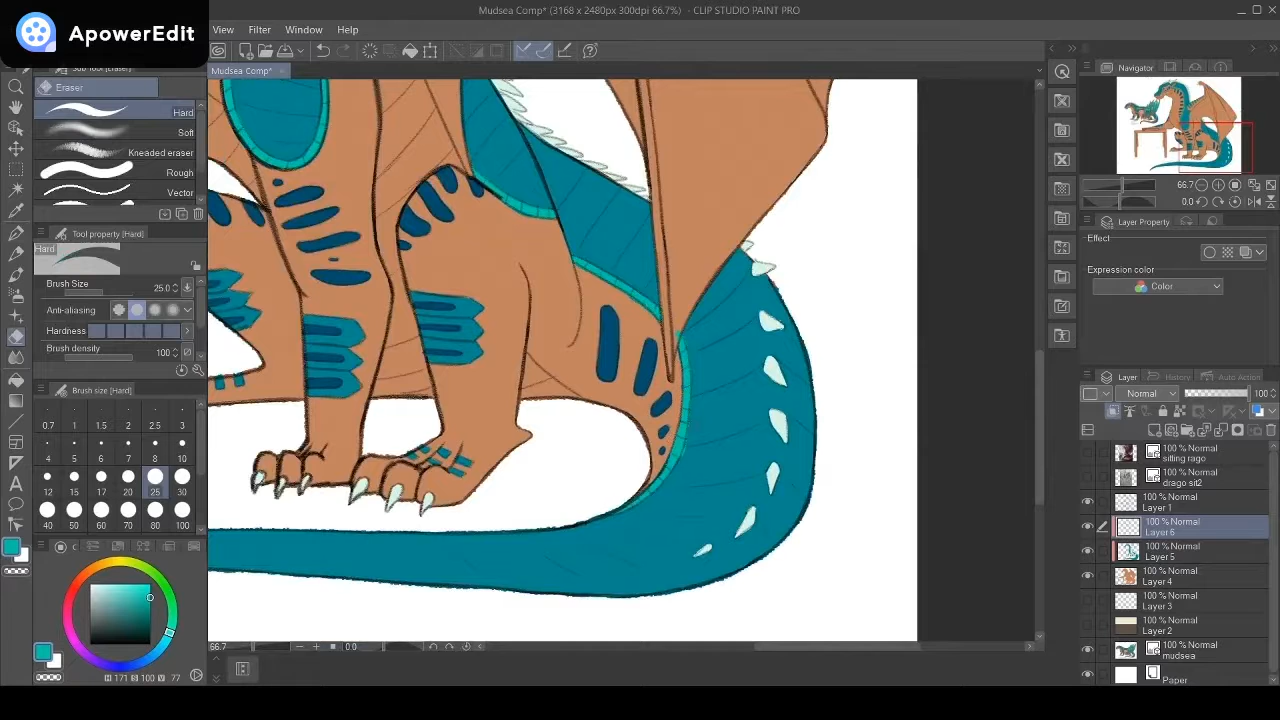 Mudsea Comp* (3168 x 2480px 300dpi 66.7%) - CLIP STUDIO PAINT PRO
ApowerEdit
View Filter Window Help
Mudsea Comp*
Eraser
Hard
Soft
Kneaded eraser
Rough
Vector
Tool property [Hard]
Hard
Brush Size 25.0
Anti-aliasing
Hardness
Brush density 100
Brush size [Hard]
0.7 1 1.5 2 2.5 3
4 5 6 7 8 10
12 15 17 20 25 30
40 50 60 70 80 100
H 171 S 100 V 77
66.7 0.0
Navigator
66.7
0.0
Layer Property
Effect
Expression color
Color
Layer History Auto Action
Normal 100
100 % Normal
sitting rago
100 % Normal
drago sit2
100 % Normal
Layer 1
100 % Normal
Layer 6
100 % Normal
Layer 5
100 % Normal
Layer 4
100 % Normal
Layer 3
100 % Normal
Layer 2
100 % Normal
mudsea
Paper